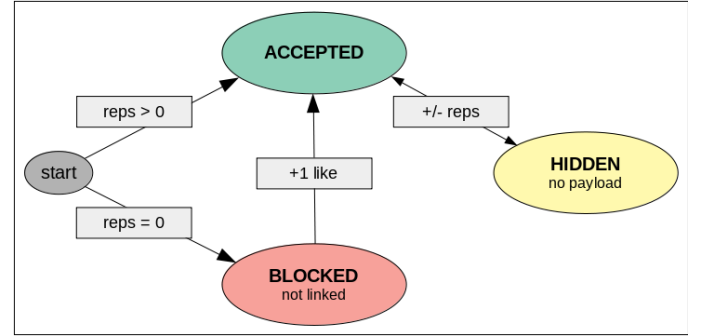 ACCEPTED
reps > 0
+/- reps
start
+1 like
HIDDEN
no payload
reps = 0
BLOCKED
not linked